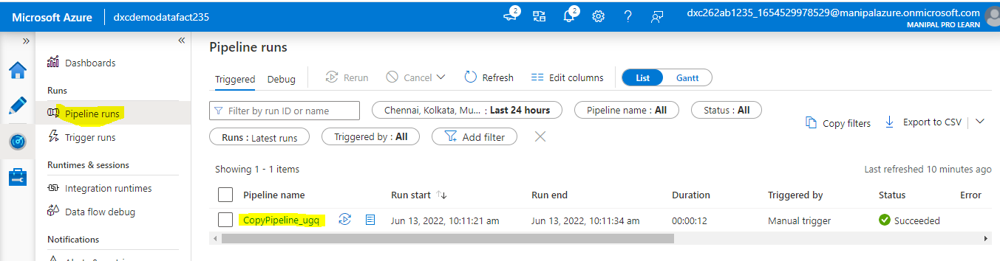 Microsoft Azure | dxcdemodatafact235 2 2 ? dxc262ab1235_1654529978529@manipalazure.onmicrosoft.com
MANIPAL PRO LEARN
» «
Dashboards
Runs
Pipeline runs
Trigger runs
Runtimes & sessions
Integration runtimes
Data flow debug
Notifications
Pipeline runs
Triggered Debug Rerun Cancel Refresh Edit columns List Gantt
Filter by run ID or name Chennai, Kolkata, Mu... : Last 24 hours Pipeline name : All Status : All
Copy filters Export to CSV
Runs : Latest runs Triggered by : All Add filter
Showing 1 - 1 items Last refreshed 10 minutes ago
Pipeline name Run start ↑↓ Run end Duration Triggered by Status Error
CopyPipeline_ugq Jun 13, 2022, 10:11:21 am Jun 13, 2022, 10:11:34 am 00:00:12 Manual trigger Succeeded